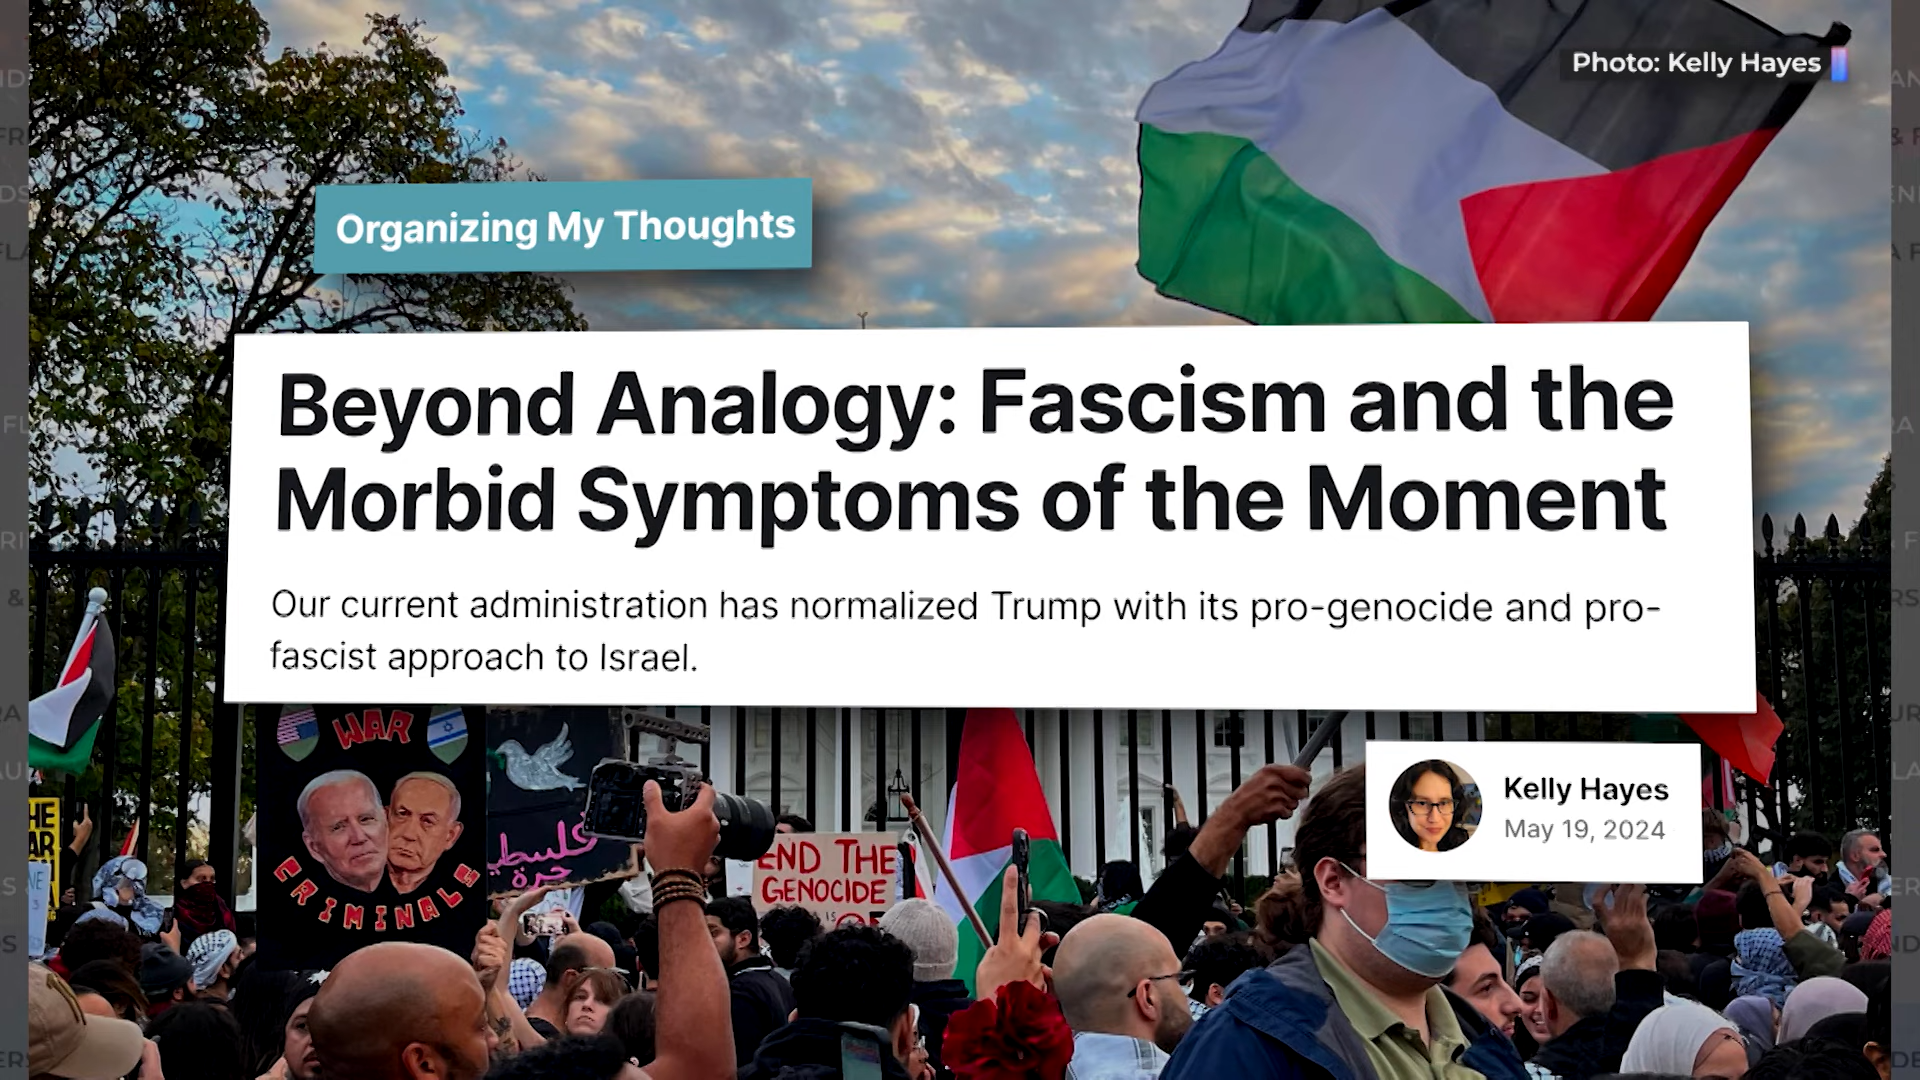 Photo: Kelly Hayes
Organizing My Thoughts
Beyond Analogy: Fascism and the
Morbid Symptoms of the Moment
Our current administration has normalized Trump with its pro-genocide and pro-
fascist approach to Israel.
Kelly Hayes
May 19, 2024
WAR
CRIMINALS
فلسطين
حرة
END THE
GENOCIDE